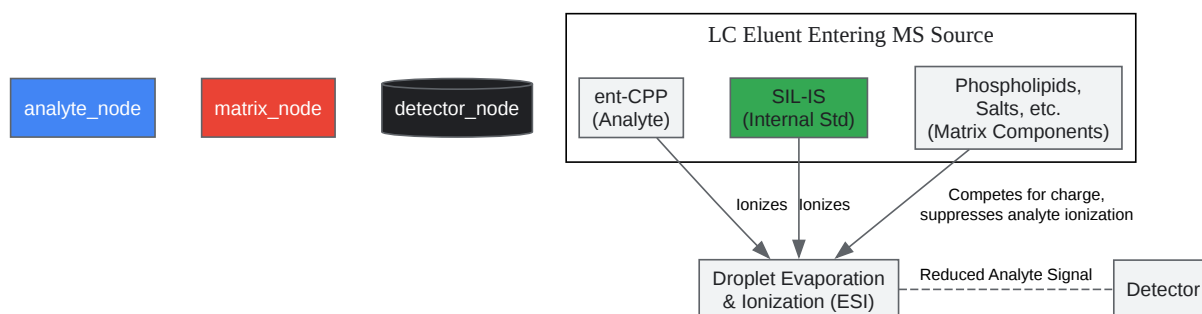 LC Eluent Entering MS Source
analyte_node
matrix_node
detector_node
ent-CPP
(Analyte)
SIL-IS
(Internal Std)
Phospholipids,
Salts, etc.
(Matrix Components)
Ionizes
Ionizes
Competes for charge,
suppresses analyte ionization
Droplet Evaporation
& Ionization (ESI)
Reduced Analyte Signal
Detector